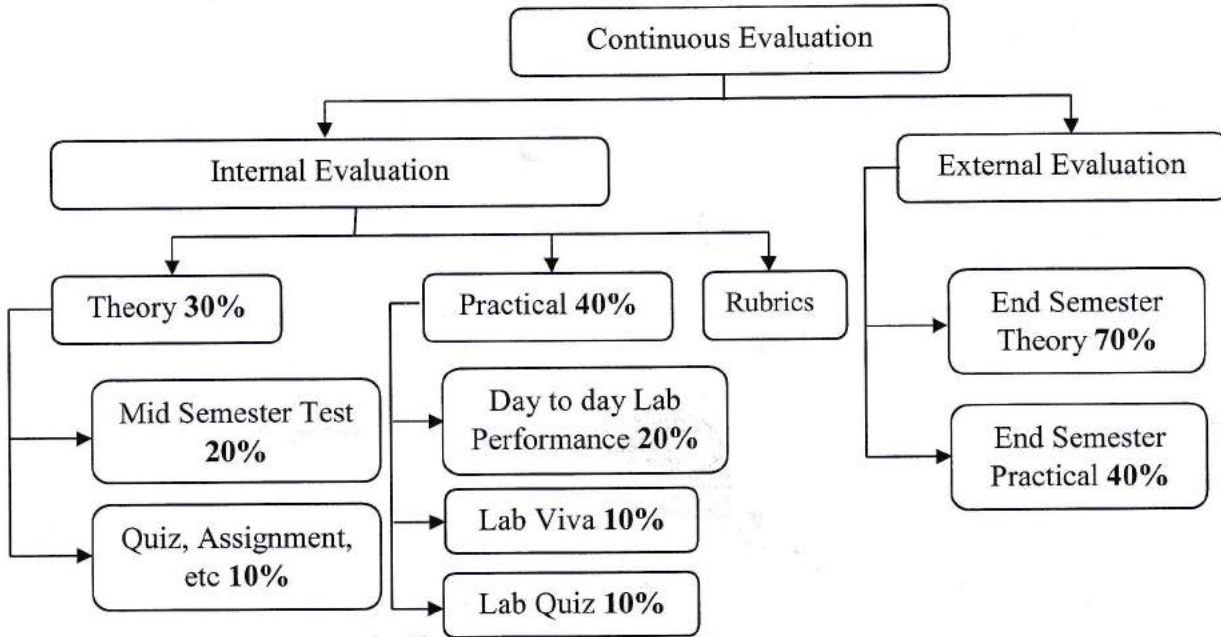 Continuous Evaluation
Internal Evaluation
External Evaluation
Theory 30%
Practical 40%
Rubrics
End Semester
Theory 70%
Mid Semester Test
20%
Day to day Lab
Performance 20%
End Semester
Practical 40%
Quiz, Assignment,
etc 10%
Lab Viva 10%
Lab Quiz 10%